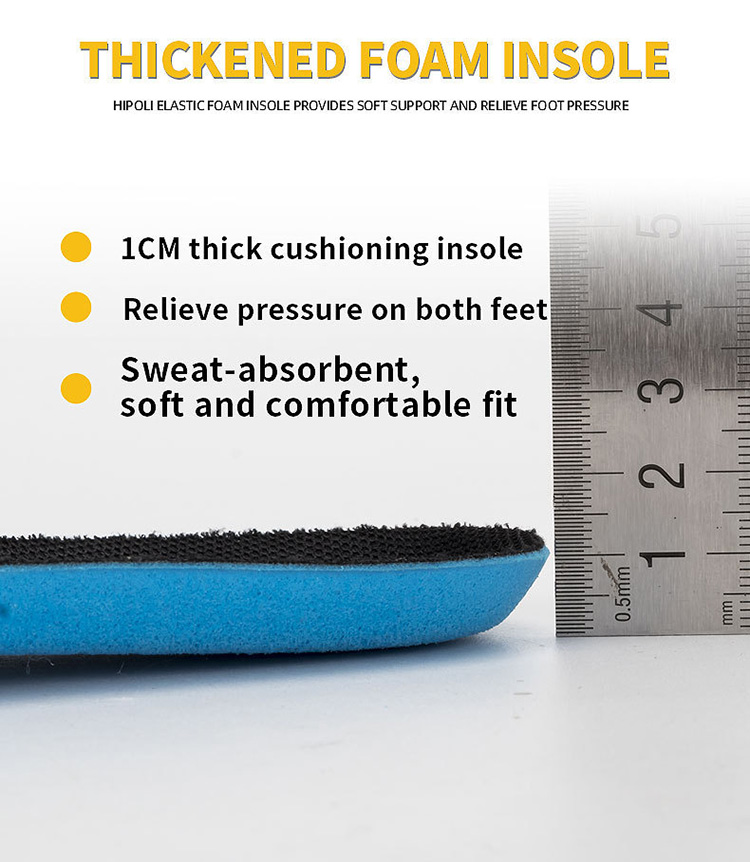 THICKENED FOAM INSOLE
HIPOLI ELASTIC FOAM INSOLE PROVIDES SOFT SUPPORT AND RELIEVE FOOT PRESSURE
1CM thick cushioning insole
Relieve pressure on both feet
Sweat-absorbent,
soft and comfortable fit
5
4
3
2
1
0.5mm
mm